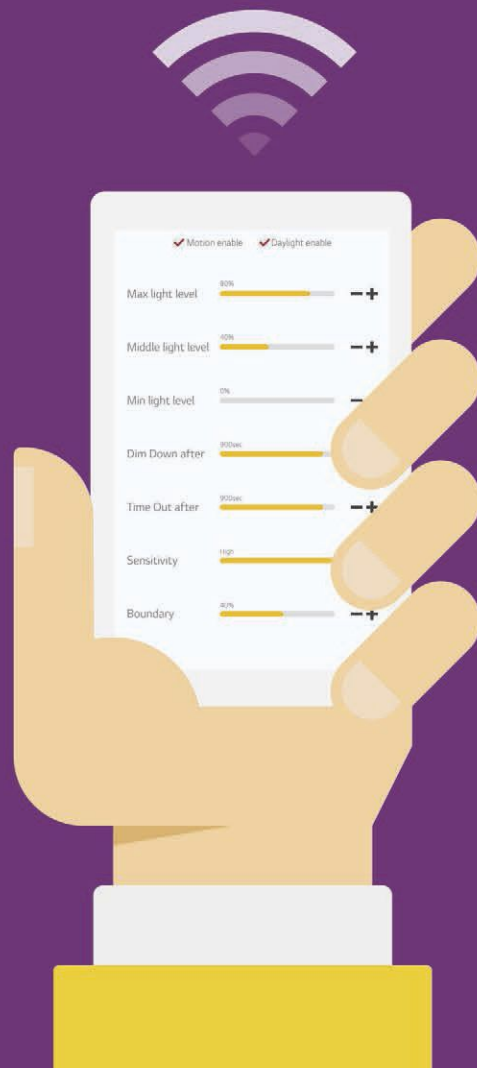 Motion enable Daylight enable
80%
Max light level
40%
Middle light level
0%
Min light level
900sec
Dim Down after
900sec
Time Out after
High
Sensitivity
40%
Boundary